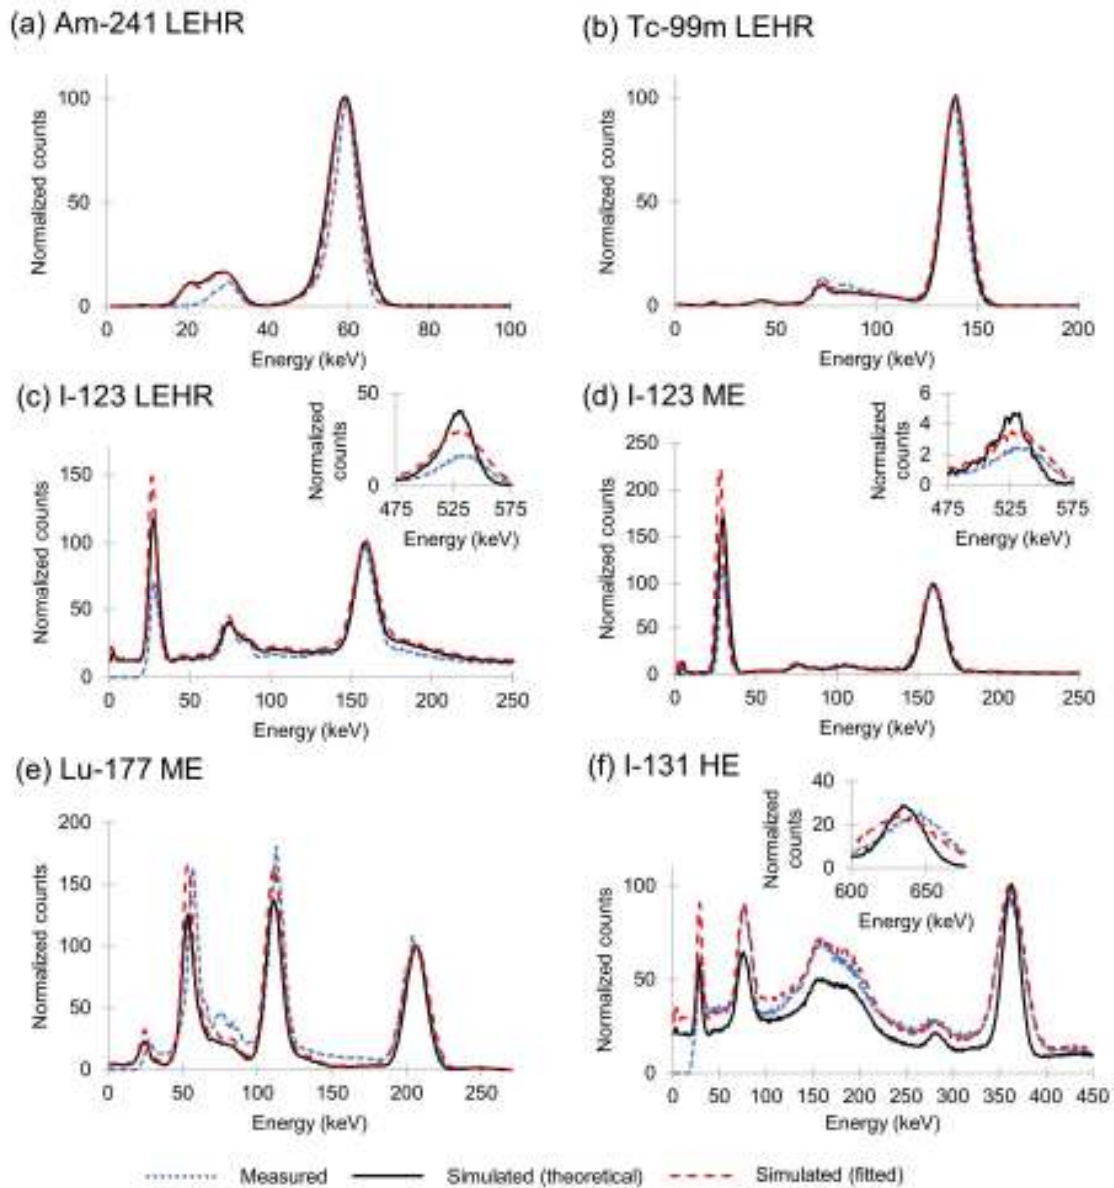 (a) Am-241 LEHR
Normalized counts
100
50
0
0 20 40 60 80 100
Energy (keV)
(b) Tc-99m LEHR
Normalized counts
100
50
0
0 50 100 150 200
Energy (keV)
(c) I-123 LEHR
Normalized counts
150
100
50
0
0 50 100 150 200 250
Energy (keV)
Normalized
counts
50
0
475 525 575
Energy (keV)
(d) I-123 ME
Normalized counts
250
200
150
100
50
0
0 50 100 150 200 250
Energy (keV)
Normalized
counts
6
4
2
0
475 525 575
Energy (keV)
(e) Lu-177 ME
Normalized counts
200
150
100
50
0
0 50 100 150 200 250
Energy (keV)
(f) I-131 HE
Normalized counts
100
50
0
0 50 100 150 200 250 300 350 400 450
Energy (keV)
Normalized
counts
40
20
0
600 650
Energy (keV)
Measured Simulated (theoretical) Simulated (fitted)